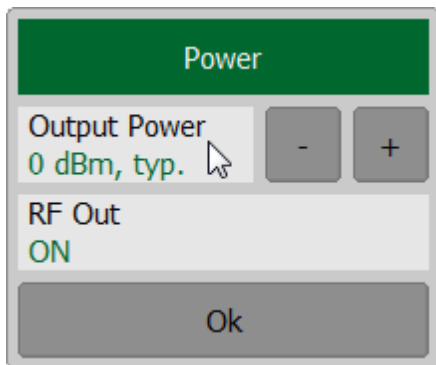 Power
Output Power
0 dBm, typ.
-
+
RF Out
ON
Ok